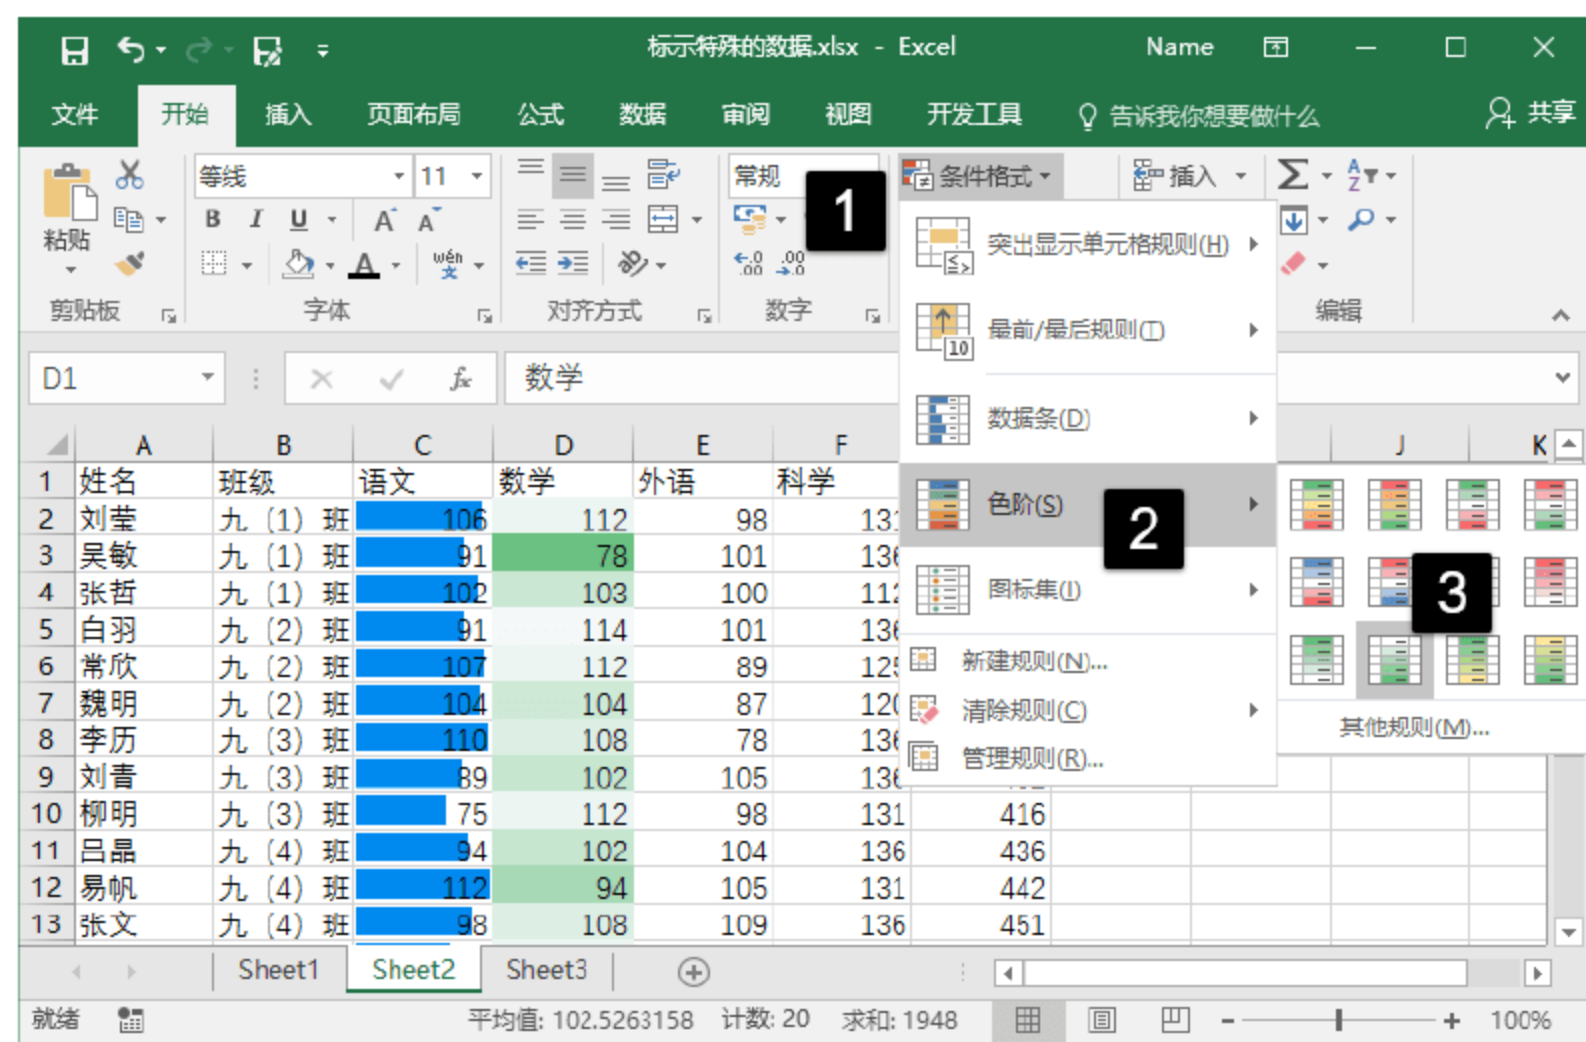 标示特殊的数据.xlsx - Excel Name
文件 开始 插入 页面布局 公式 数据 审阅 视图 开发工具 告诉我你想要做什么 共享
等线 11 常规 条件格式 插入 Σ
1
粘贴 B I U A A
wén 文
剪贴板 字体 对齐方式 数字 编辑
突出显示单元格规则(H)
最前/最后规则(T)
数据条(D)
色阶(S)
2
3
图标集(I)
新建规则(N)...
清除规则(C)
管理规则(R)...
其他规则(M)...
D1 fx 数学
A B C D E F J K
1 姓名 班级 语文 数学 外语 科学
2 刘莹 九（1）班 106 112 98
3 吴敏 九（1）班 91 78 101
4 张哲 九（1）班 102 103 100
5 白羽 九（2）班 91 114 101
6 常欣 九（2）班 107 112 89
7 魏明 九（2）班 104 104 87
8 李历 九（3）班 110 108 78
9 刘青 九（3）班 89 102 105
10 柳明 九（3）班 75 112 98 131 416
11 吕晶 九（4）班 94 102 104 136 436
12 易帆 九（4）班 112 94 105 131 442
13 张文 九（4）班 98 108 109 136 451
Sheet1 Sheet2 Sheet3
就绪 平均值: 102.5263158 计数: 20 求和: 1948 100%